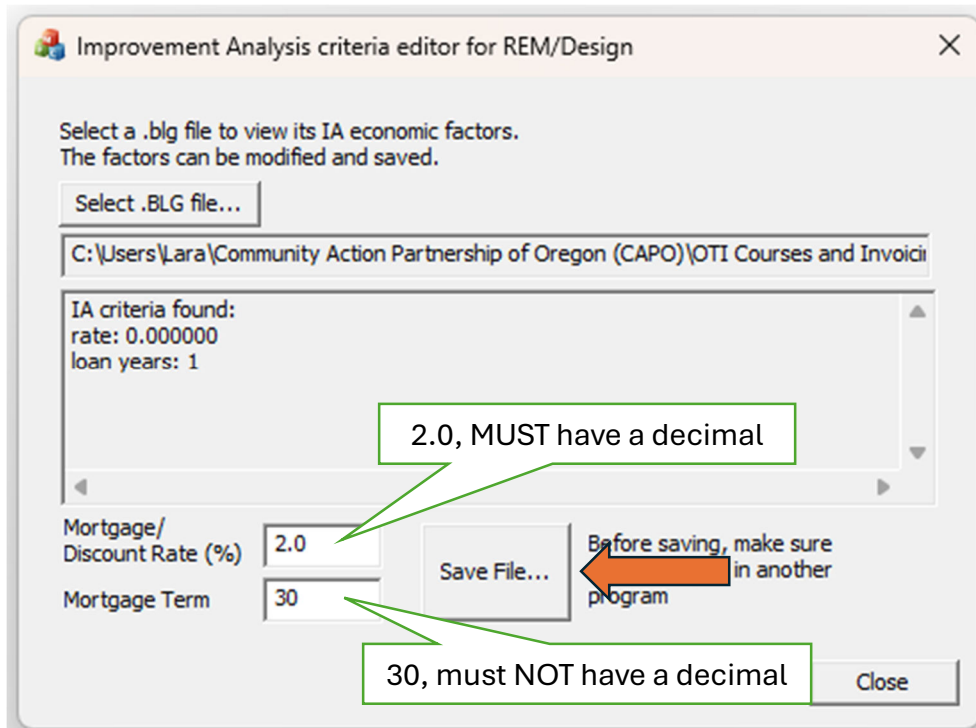 Improvement Analysis criteria editor for REM/Design
Select a .blg file to view its IA economic factors.
The factors can be modified and saved.
Select .BLG file...
C:\Users\Lara\Community Action Partnership of Oregon (CAPO)\OTI Courses and
IA criteria found:
rate: 0.000000
loan years: 1
2.0, MUST have a decimal
Mortgage/
Discount Rate (%)
2.0
Mortgage Term
30
Save File...
Before saving, make sure
in another
program
30, must NOT have a decimal
Close